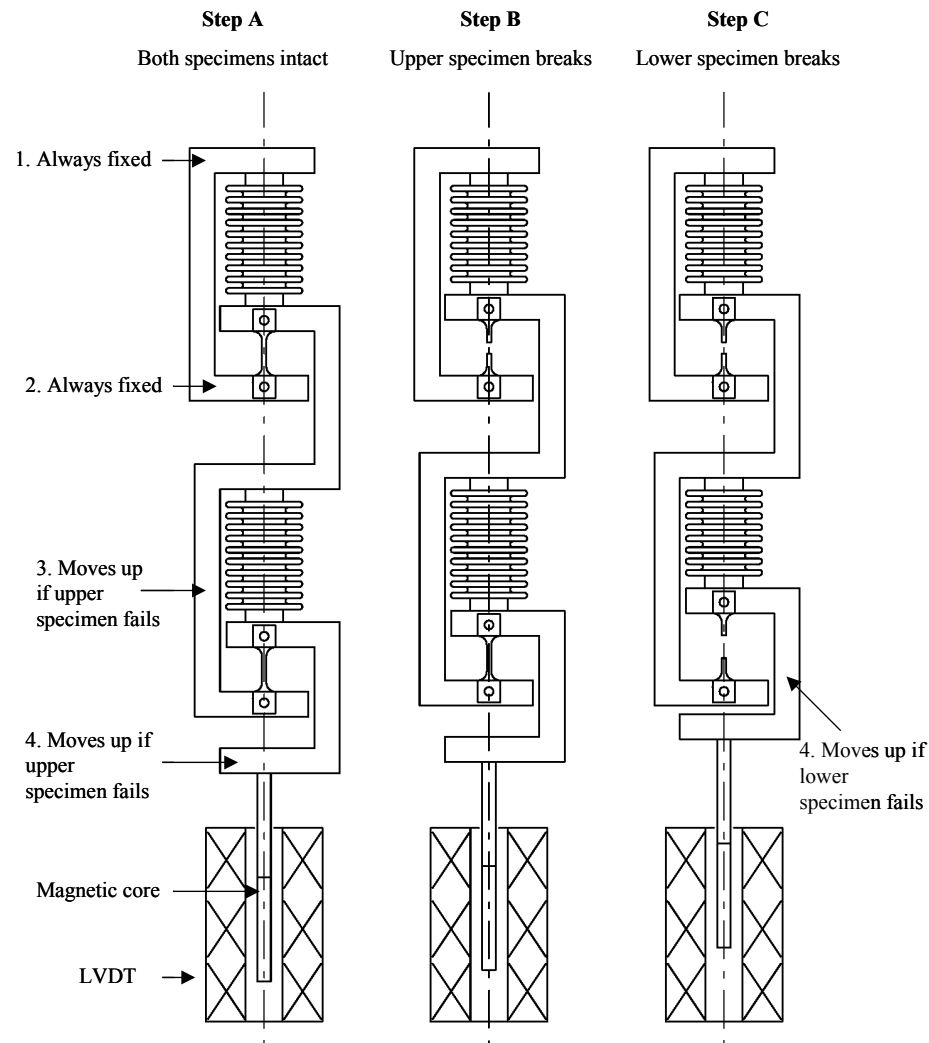 Step A
Both specimens intact
Step B
Upper specimen breaks
Step C
Lower specimen breaks
1. Always fixed
2. Always fixed
3. Moves up
if upper
specimen fails
4. Moves up if
upper
specimen fails
4. Moves up if
lower
specimen fails
Magnetic core
LVDT